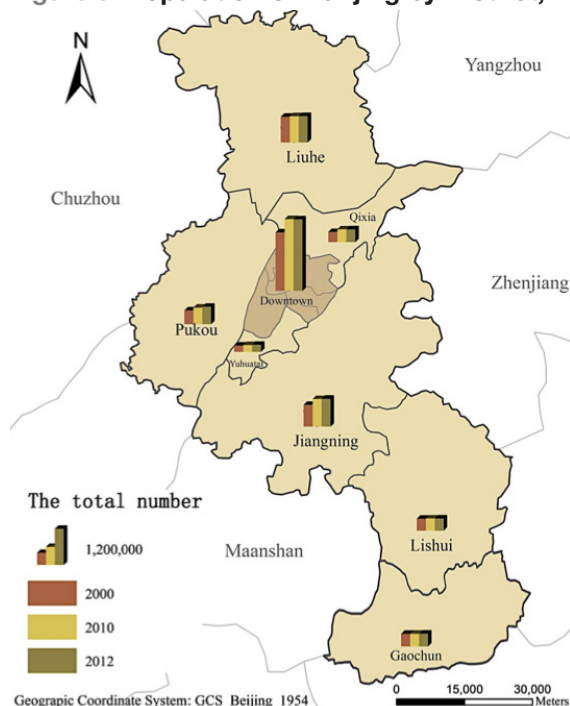 N
Yangzhou
Liuhe
Chuzhou
Qixia
Zhenjiang
Downtown
Pukou
Yuhuatai
Jiangning
The total number
1,200,000
Maanshan
Lishui
2000
2010
2012
Gaochun
0 15,000 30,000
Meters
Geograpic Coordinate System: GCS_Beijing_1954